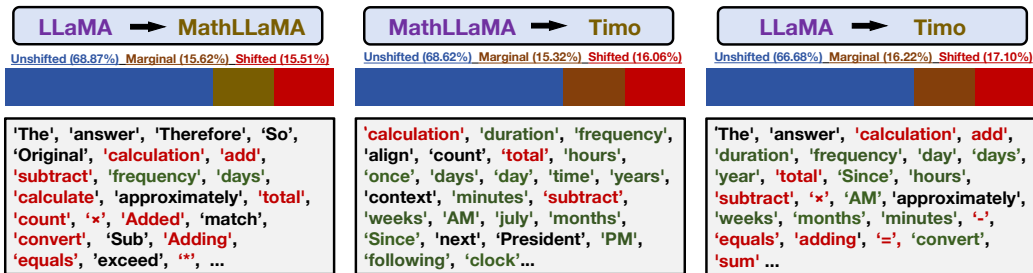 LLaMA → MathLLaMA
Unshifted (68.87%) Marginal (15.62%) Shifted (15.51%)
'The', 'answer', 'Therefore', 'So',
'Original', 'calculation', 'add',
'subtract', 'frequency', 'days',
'calculate', 'approximately', 'total',
'count', '×', 'Added', 'match',
'convert', 'Sub', 'Adding',
'equals', 'exceed', '*', ...
MathLLaMA → Timo
Unshifted (68.62%) Marginal (15.32%) Shifted (16.06%)
'calculation', 'duration', 'frequency',
'align', 'count', 'total', 'hours',
'once', 'days', 'day', 'time', 'years',
'context', 'minutes', 'subtract',
'weeks', 'AM', 'july', 'months',
'Since', 'next', 'President', 'PM',
'following', 'clock'...
LLaMA → Timo
Unshifted (66.68%) Marginal (16.22%) Shifted (17.10%)
'The', 'answer', 'calculation', add',
'duration', 'frequency', 'day', 'days',
'year', 'total', 'Since', 'hours',
'subtract', '×', 'AM', 'approximately',
'weeks', 'months', 'minutes', '-',
'equals', 'adding', '=', 'convert',
'sum' ...